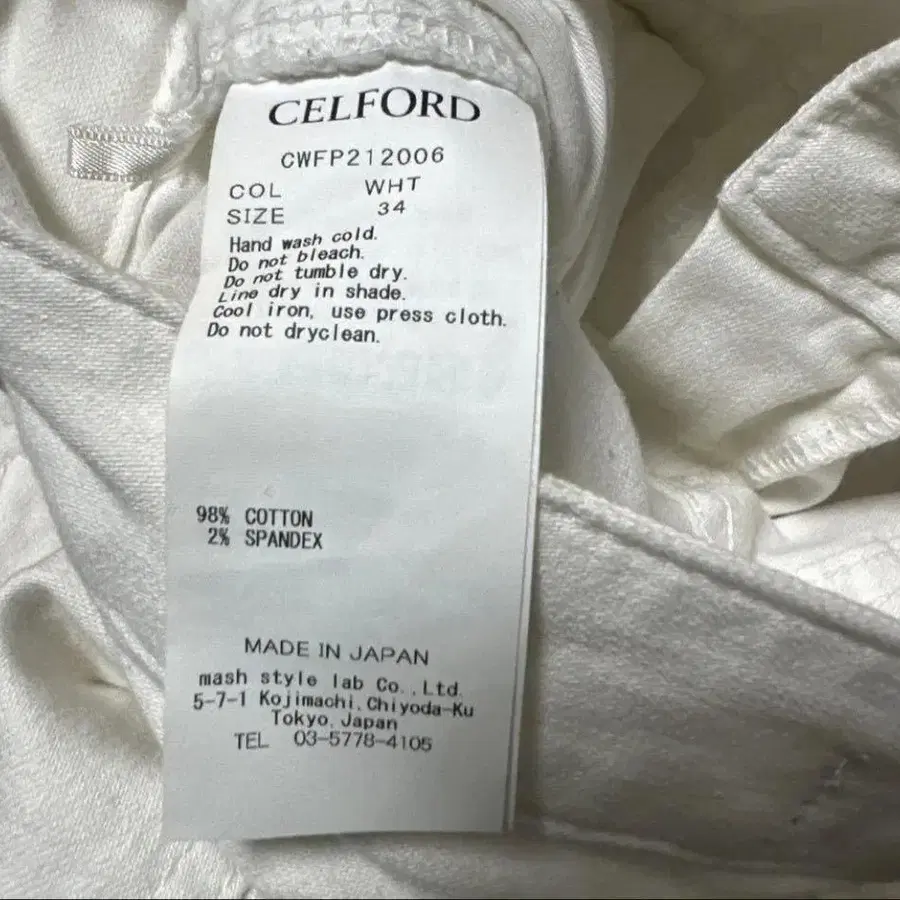 CELFORD
CWFP212006
COL WHT
SIZE 34
Hand wash cold.
Do not bleach.
Do not tumble dry.
Line dry in shade.
Cool iron, use press cloth.
Do not dryclean.
98% COTTON
2% SPANDEX
MADE IN JAPAN
mash style lab Co.,Ltd.
5-7-1 Kojimachi,Chiyoda-Ku
Tokyo,Japan
TEL 03-5778-4105